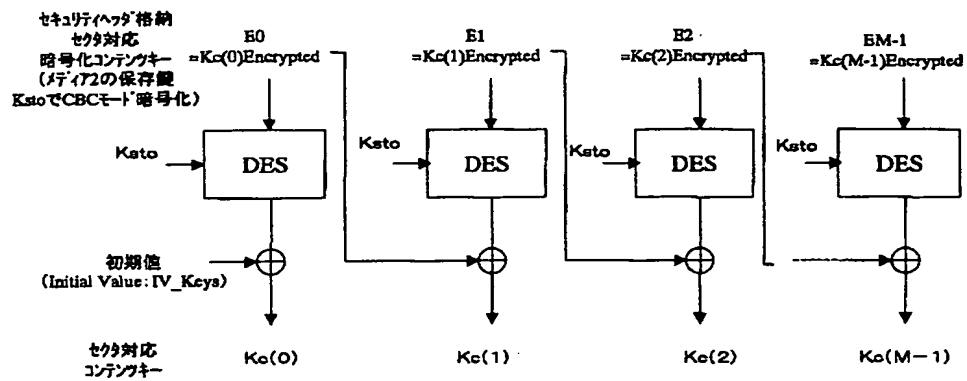 セキュリティヘッダ格納
セクタ対応
暗号化コンテンツキー
(メディア2の保存鍵
KstoでCBCモード暗号化)
E0
=Kc(0)Encrypted
E1
=Kc(1)Encrypted
E2
=Kc(2)Encrypted
EM-1
=Kc(M-1)Encrypted
Ksto
DES
Ksto
DES
Ksto
DES
Ksto
DES
初期値
(Initial Value: IV_Keys)
セクタ対応
コンテンツキー
Kc(0)
Kc(1)
Kc(2)
Kc(M-1)